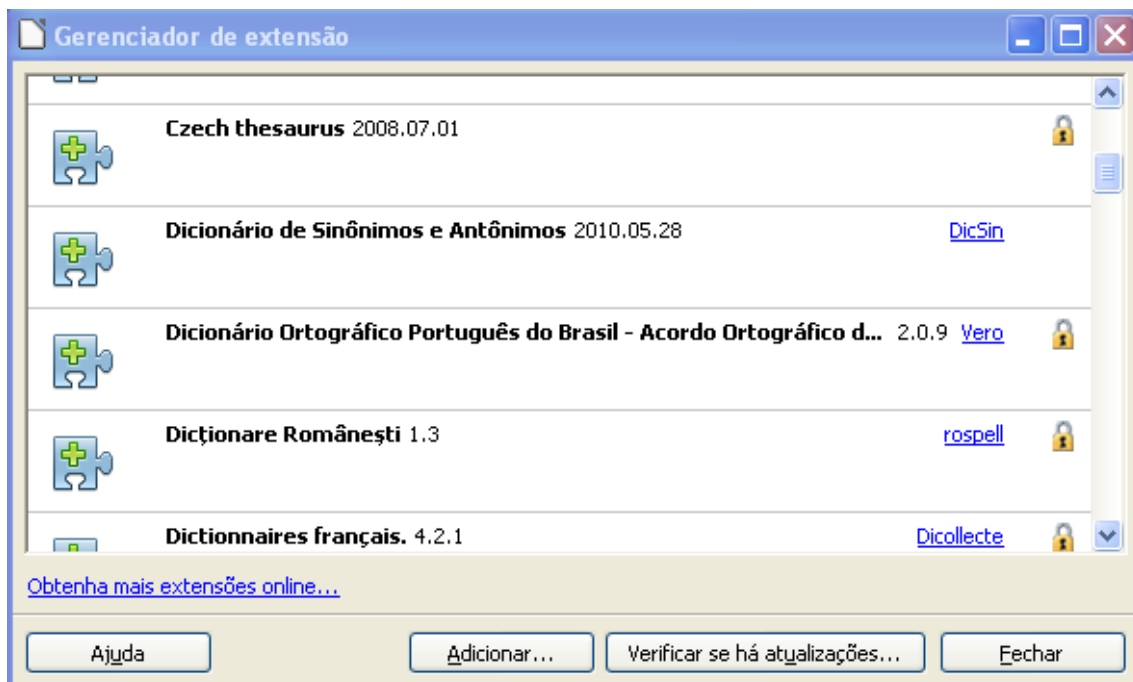 Gerenciador de extensão
Czech thesaurus 2008.07.01
Dicionário de Sinônimos e Antônimos 2010.05.28 DicSin
Dicionário Ortográfico Português do Brasil - Acordo Ortográfico d... 2.0.9 Vero
Dicționare Românești 1.3 rospell
Dictionnaires français. 4.2.1 Dicollecte
Obtenha mais extensões online...
Ajuda Adicionar... Verificar se há atualizações... Fechar